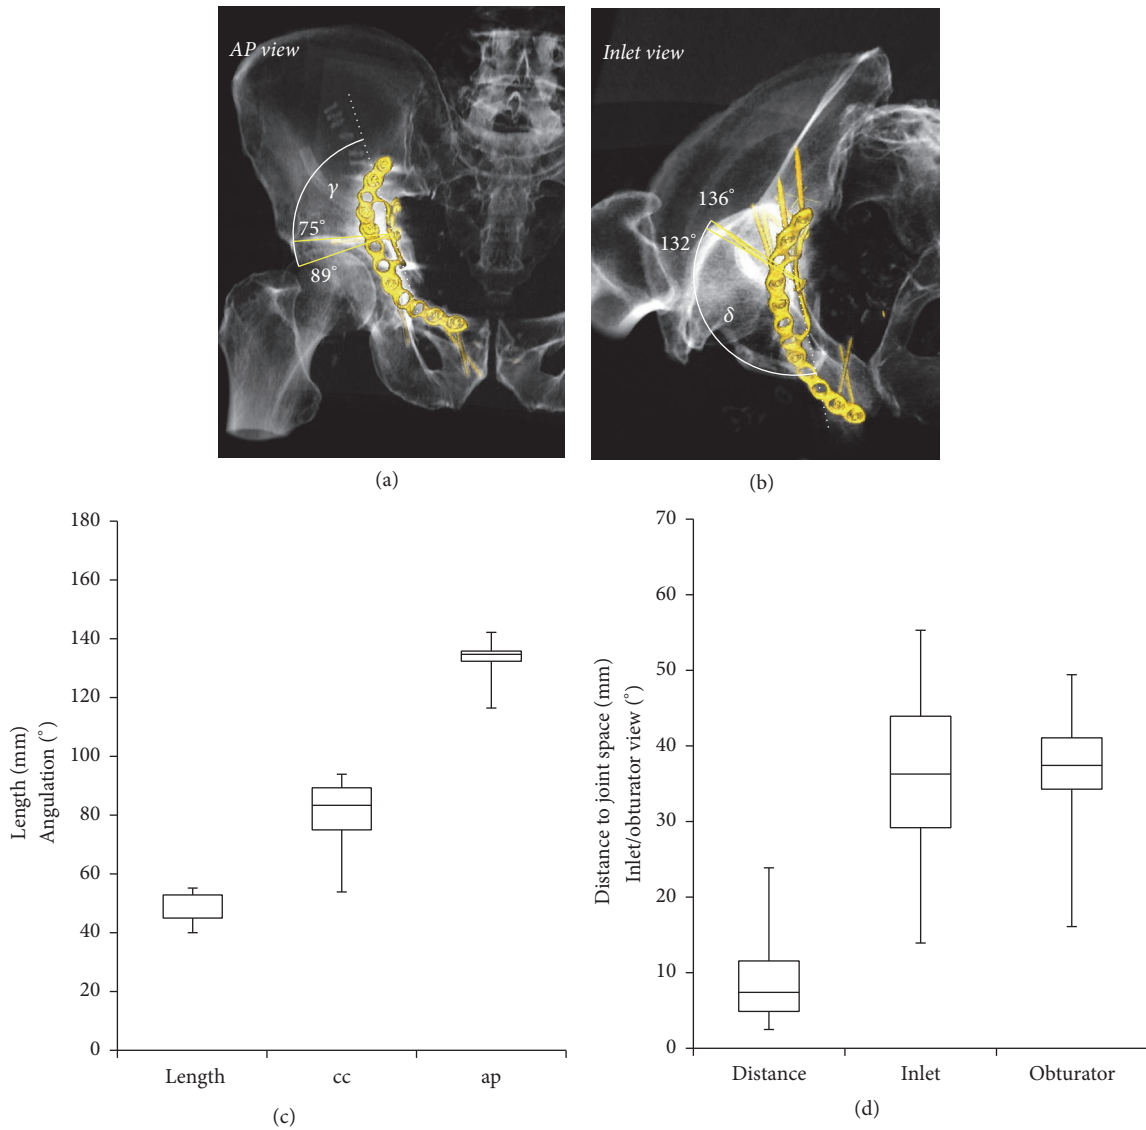 AP view
γ
75°
89°
(a)
Inlet view
136°
132°
δ
(b)
Length (mm)
Angulation (°)
180
160
140
120
100
80
60
40
20
0
Length cc ap
(c)
Distance to joint space (mm)
Inlet/obturator view (°)
70
60
50
40
30
20
10
0
Distance Inlet Obturator
(d)